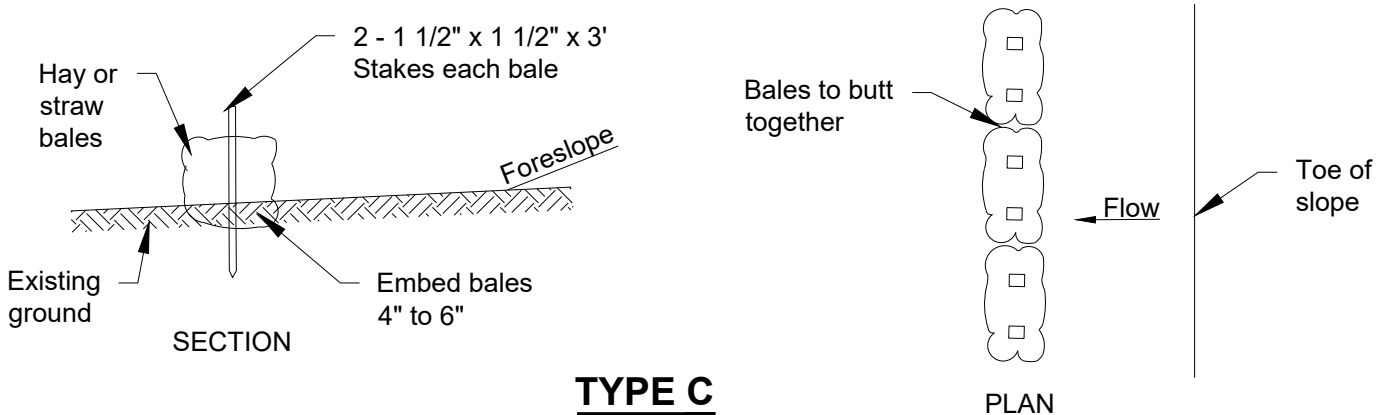 2 - 1 1/2" x 1 1/2" x 3'
Stakes each bale
Hay or
straw
bales
Foreslope
Existing
ground
Embed bales
4" to 6"
SECTION
Bales to butt
together
Flow
Toe of
slope
PLAN
TYPE C